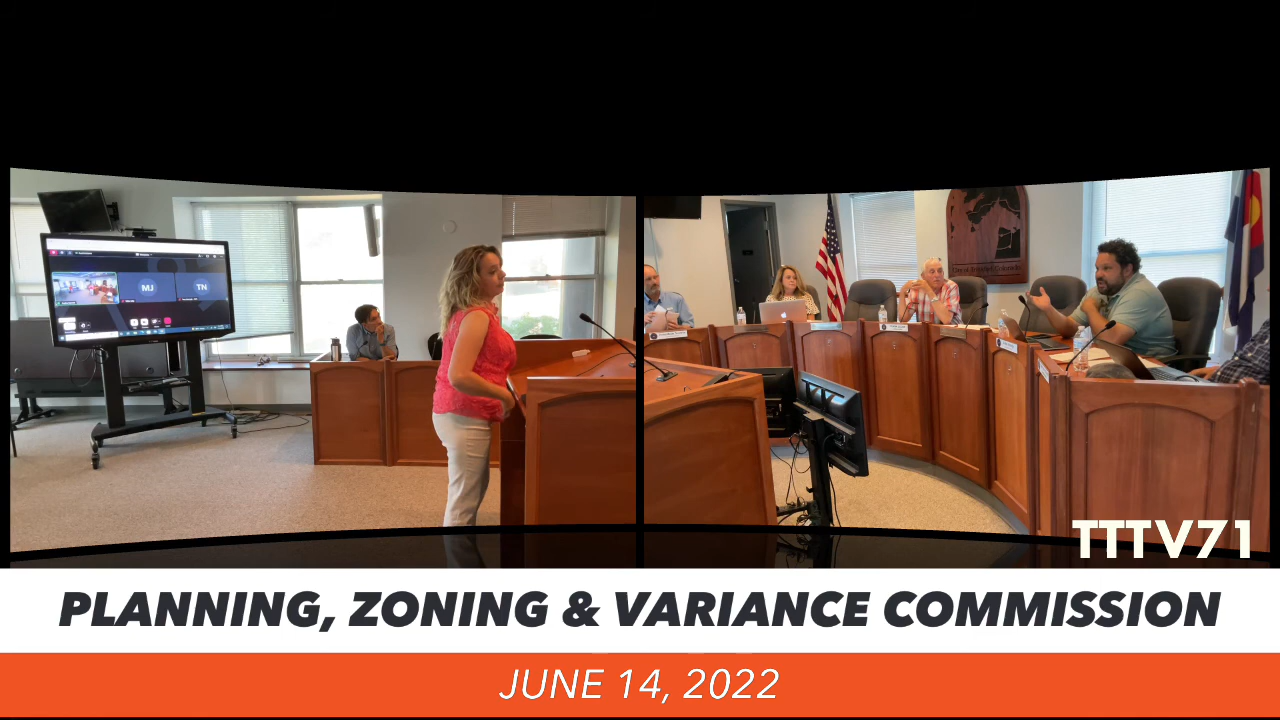 MJ
TN
TTTV71
PLANNING, ZONING & VARIANCE COMMISSION
JUNE 14, 2022